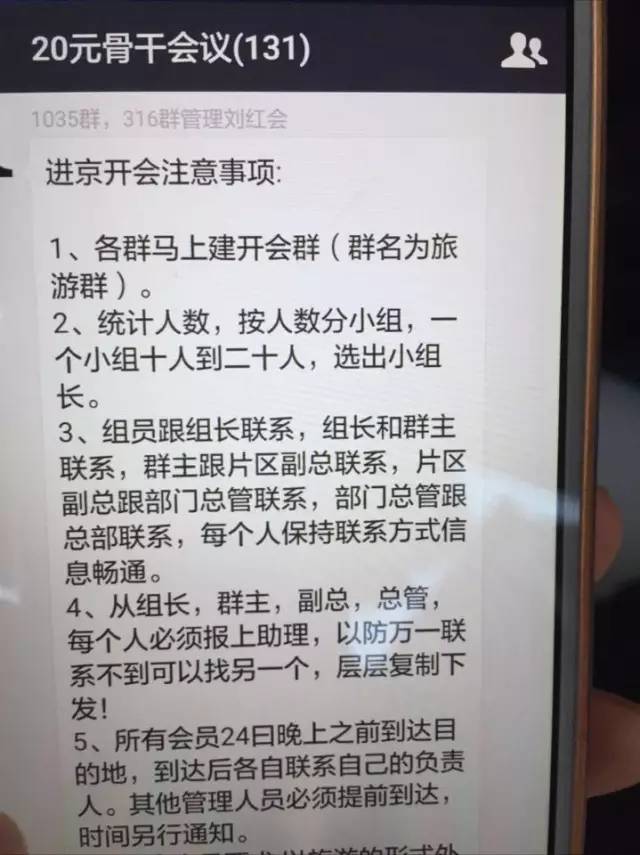 20元骨干会议(131)
1035群，316群管理刘红会
进京开会注意事项:
1、各群马上建开会群（群名为旅
游群）。
2、统计人数，按人数分小组，一
个小组十人到二十人，选出小组
长。
3、组员跟组长联系，组长和群主
联系，群主跟片区副总联系，片区
副总跟部门总管联系，部门总管跟
总部联系，每个人保持联系方式信
息畅通。
4、从组长，群主，副总，总管，
每个人必须报上助理，以防万一联
系不到可以找另一个，层层复制下
发！
5、所有会员24曰晚上之前到达目
的地，到达后各自联系自己的负责
人。其他管理人员必须提前到达，
时间另行通知。